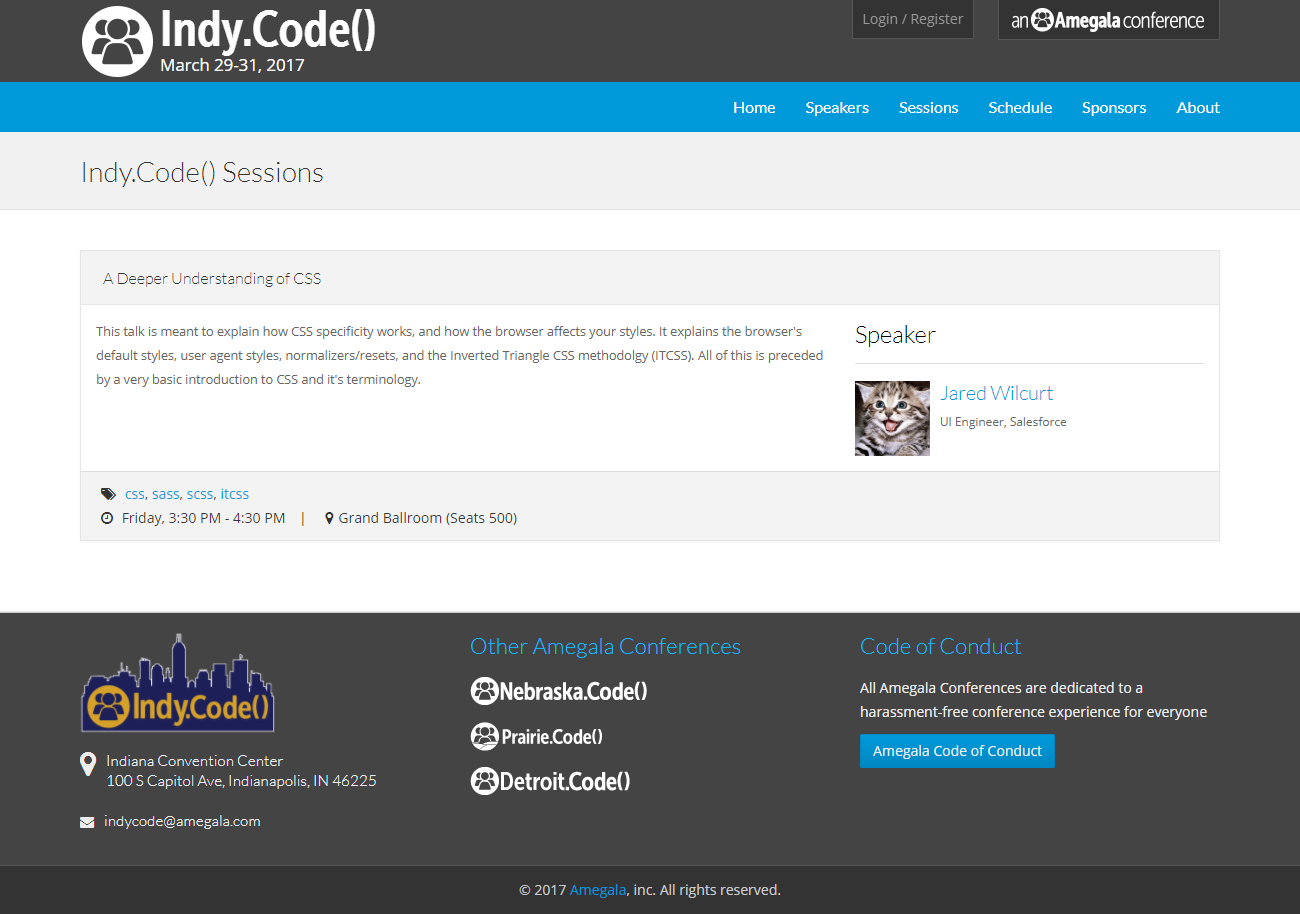 Indy.Code()
March 29-31, 2017
Login / Register
an Amegala conference
Home Speakers Sessions Schedule Sponsors About
Indy.Code() Sessions
A Deeper Understanding of CSS
This talk is meant to explain how CSS specificity works, and how the browser affects your styles. It explains the browser's
default styles, user agent styles, normalizers/resets, and the Inverted Triangle CSS methodolgy (ITCSS). All of this is preceded
by a very basic introduction to CSS and it's terminology.
Speaker
Jared Wilcurt
UI Engineer, Salesforce
css, sass, scss, itcss
Friday, 3:30 PM - 4:30 PM | Grand Ballroom (Seats 500)
Indy.Code()
Indiana Convention Center
100 S Capitol Ave, Indianapolis, IN 46225
indycode@amegala.com
Other Amegala Conferences
Nebraska.Code()
Prairie.Code()
Detroit.Code()
Code of Conduct
All Amegala Conferences are dedicated to a
harassment-free conference experience for everyone
Amegala Code of Conduct
© 2017 Amegala, inc. All rights reserved.